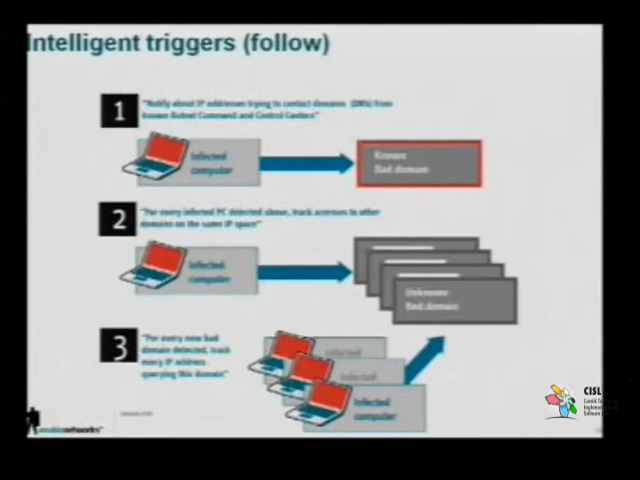 Intelligent triggers (follow)
1
"Notify about IP addresses trying to contact domains (DNS) from
known Botnet Command and Control Centers"
Infected
computer
Known
Bad domain
2
"For every infected PC detected above, track accesses to other
domains on the same IP space"
Infected
computer
Unknown
Bad domain
3
"For every new bad
domain detected, track
every IP address
querying this domain"
Infected
Infected
Infected
computer
CISL